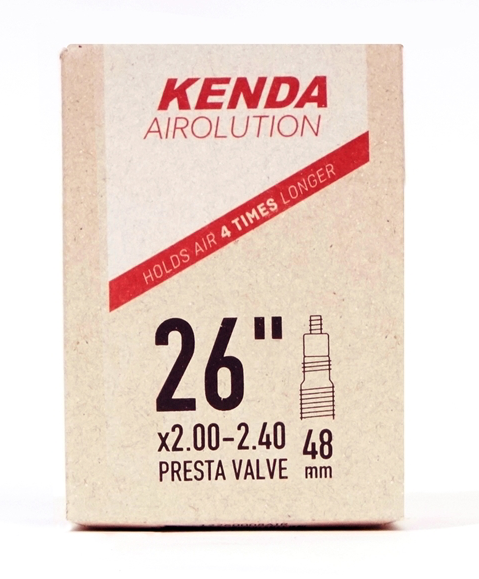 KENDA
AIROLUTION
HOLDS AIR 4 TIMES LONGER
26"
x2.00-2.40
PRESTA VALVE
48
mm